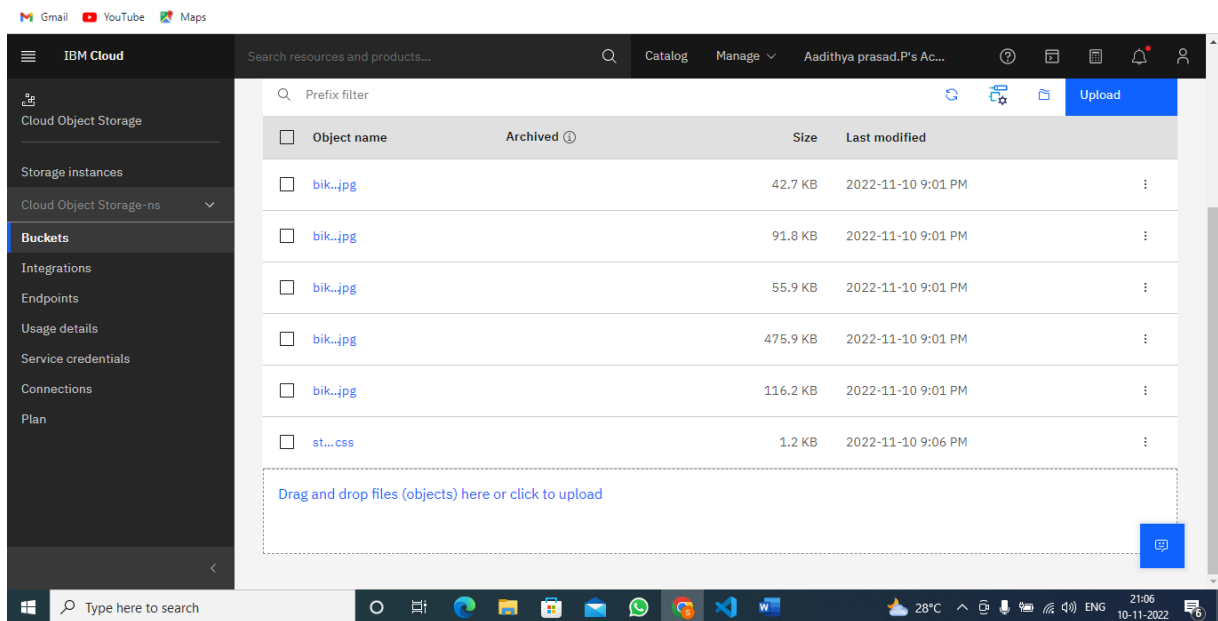 Gmail YouTube Maps
IBM Cloud Search resources and products... Catalog Manage Aadithya prasad.P's Ac...
Cloud Object Storage
Storage instances
Cloud Object Storage-ns
Buckets
Integrations
Endpoints
Usage details
Service credentials
Connections
Plan
Prefix filter Upload
Object name Archived Size Last modified
bik...jpg 42.7 KB 2022-11-10 9:01 PM
bik...jpg 91.8 KB 2022-11-10 9:01 PM
bik...jpg 55.9 KB 2022-11-10 9:01 PM
bik...jpg 475.9 KB 2022-11-10 9:01 PM
bik...jpg 116.2 KB 2022-11-10 9:01 PM
st...css 1.2 KB 2022-11-10 9:06 PM
Drag and drop files (objects) here or click to upload
Type here to search 28°C ENG 21:06
10-11-2022 6